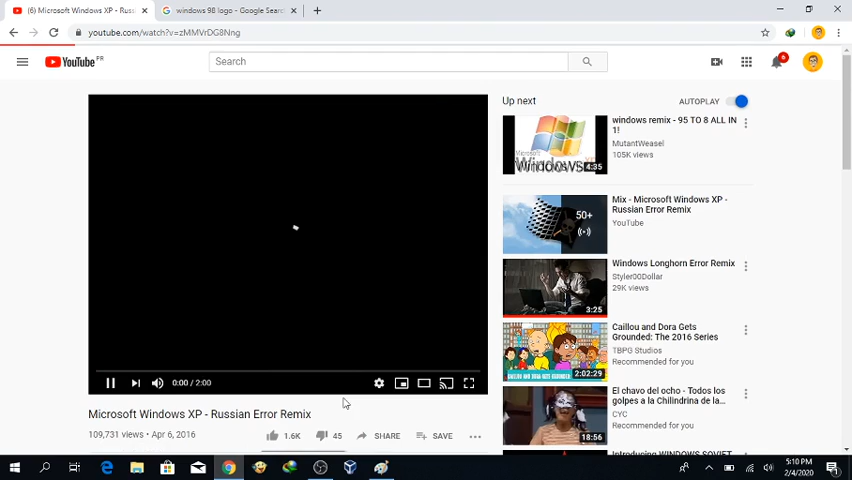 (6) Microsoft Windows XP - Russ
windows 98 logo - Google Sear
youtube.com/watch?v=zMMVrDG8Nng
YouTube PR
Search
6
Up next
AUTOPLAY
windows remix - 95 TO 8 ALL IN
1!
MutantWeasel
105K views
4:35
Mix - Microsoft Windows XP -
Russian Error Remix
YouTube
50+
Windows Longhorn Error Remix
Styler00Dollar
29K views
3:25
Caillou and Dora Gets
Grounded: The 2016 Series
TBPG Studios
Recommended for you
2:02:29
El chavo del ocho - Todos los
golpes a la Chilindrina de la...
CYC
Recommended for you
18:56
Introducing WINDOWS SOVIET
0:00 / 2:00
Microsoft Windows XP - Russian Error Remix
109,731 views • Apr 6, 2016
1.6K
45
SHARE
SAVE
5:10 PM
2/4/2020